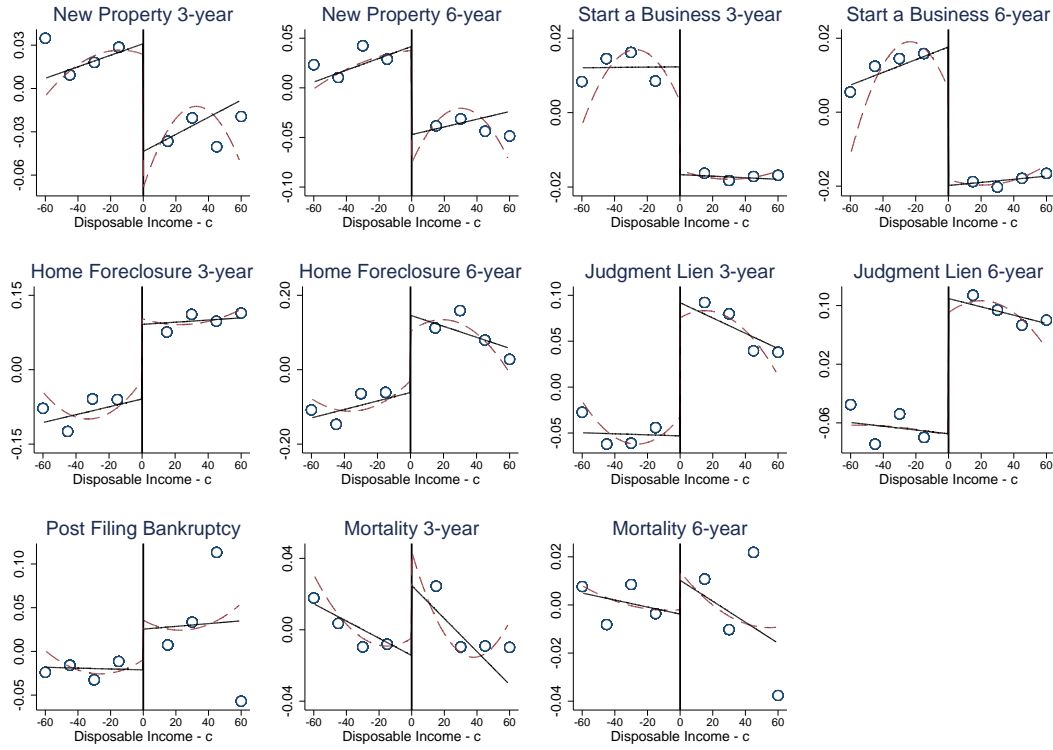 New Property 3-year
0.03
0.00
-0.03
-0.06
-60 -40 -20 0 20 40 60
Disposable Income - c
New Property 6-year
0.05
0.00
-0.05
-0.10
-60 -40 -20 0 20 40 60
Disposable Income - c
Start a Business 3-year
0.02
0.00
-0.02
-60 -40 -20 0 20 40 60
Disposable Income - c
Start a Business 6-year
0.02
0.00
-0.02
-60 -40 -20 0 20 40 60
Disposable Income - c
Home Foreclosure 3-year
0.15
0.00
-0.15
-60 -40 -20 0 20 40 60
Disposable Income - c
Home Foreclosure 6-year
0.20
0.00
-0.20
-60 -40 -20 0 20 40 60
Disposable Income - c
Judgment Lien 3-year
0.10
0.05
0.00
-0.05
-60 -40 -20 0 20 40 60
Disposable Income - c
Judgment Lien 6-year
0.10
0.02
-0.06
-60 -40 -20 0 20 40 60
Disposable Income - c
Post Filing Bankruptcy
0.10
0.05
0.00
-0.05
-60 -40 -20 0 20 40 60
Disposable Income - c
Mortality 3-year
0.04
0.00
-0.04
-60 -40 -20 0 20 40 60
Disposable Income - c
Mortality 6-year
0.02
0.00
-0.02
-0.04
-60 -40 -20 0 20 40 60
Disposable Income - c